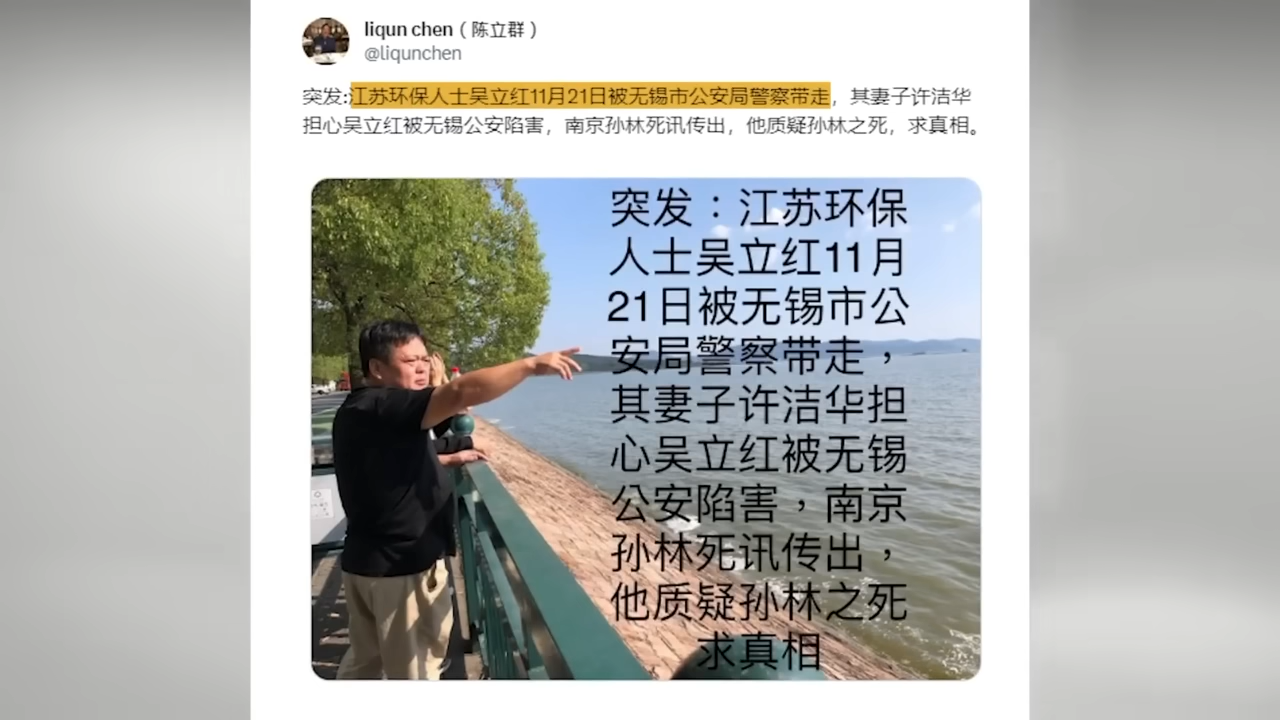 liqun chen（陈立群）
@liqunchen
突发:江苏环保人士吴立红11月21日被无锡市公安局警察带走，其妻子许洁华
担心吴立红被无锡公安陷害，南京孙林死讯传出，他质疑孙林之死，求真相。
突发：江苏环保
人士吴立红11月
21日被无锡市公
安局警察带走，
其妻子许洁华担
心吴立红被无锡
公安陷害，南京
孙林死讯传出，
他质疑孙林之死
求真相